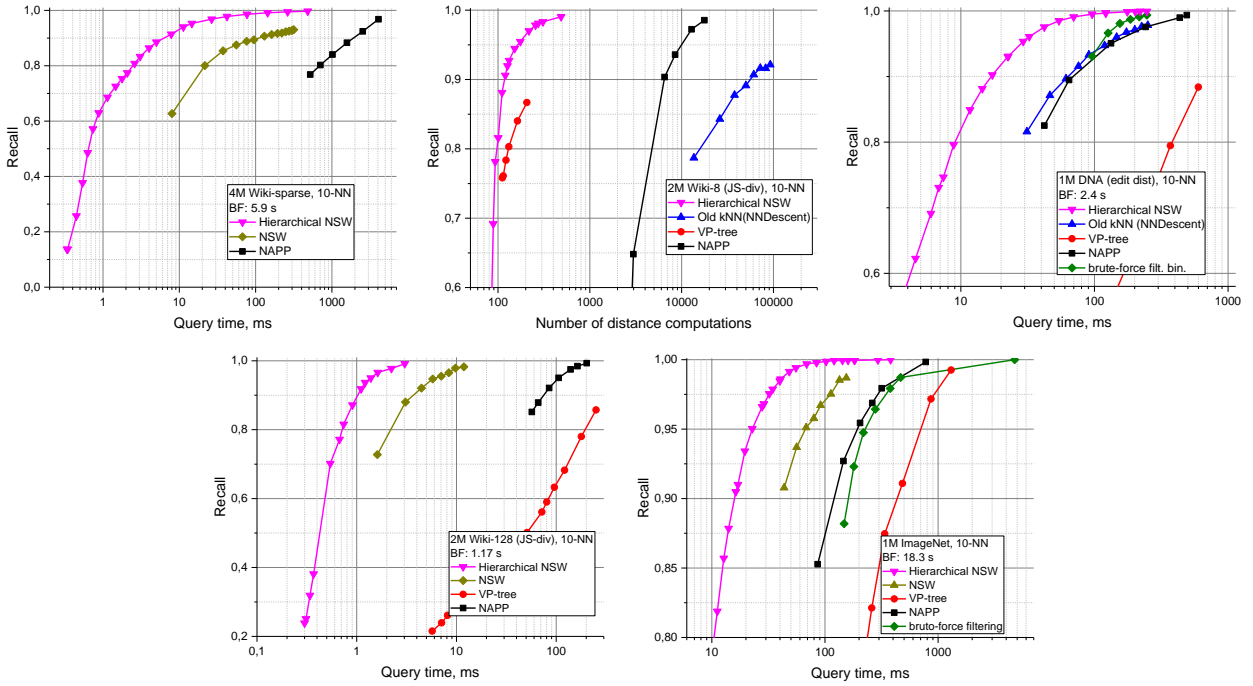 1,0
0,8
0,6
0,4
0,2
0,0
Recall
4M Wiki-sparse, 10-NN
BF: 5.9 s
Hierarchical NSW
NSW
NAPP
1
10
100
1000
Query time, ms
1,0
0,9
0,8
0,7
0,6
Recall
2M Wiki-8 (JS-div), 10-NN
Hierarchical NSW
Old kNN(NNDescent)
VP-tree
NAPP
100
1000
10000
100000
Number of distance computations
1,0
0,8
0,6
Recall
1M DNA (edit dist), 10-NN
BF: 2.4 s
Hierarchical NSW
Old kNN (NNDescent)
VP-tree
NAPP
brute-force filt. bin.
10
100
1000
Query time, ms
1,0
0,8
0,6
0,4
0,2
Recall
2M Wiki-128 (JS-div), 10-NN
BF: 1.17 s
Hierarchical NSW
NSW
VP-tree
NAPP
0,1
1
10
100
Query time, ms
1,00
0,95
0,90
0,85
0,80
Recall
1M ImageNet, 10-NN
BF: 18.3 s
Hierarchical NSW
NSW
VP-tree
NAPP
bruto-force filtering
10
100
1000
Query time, ms